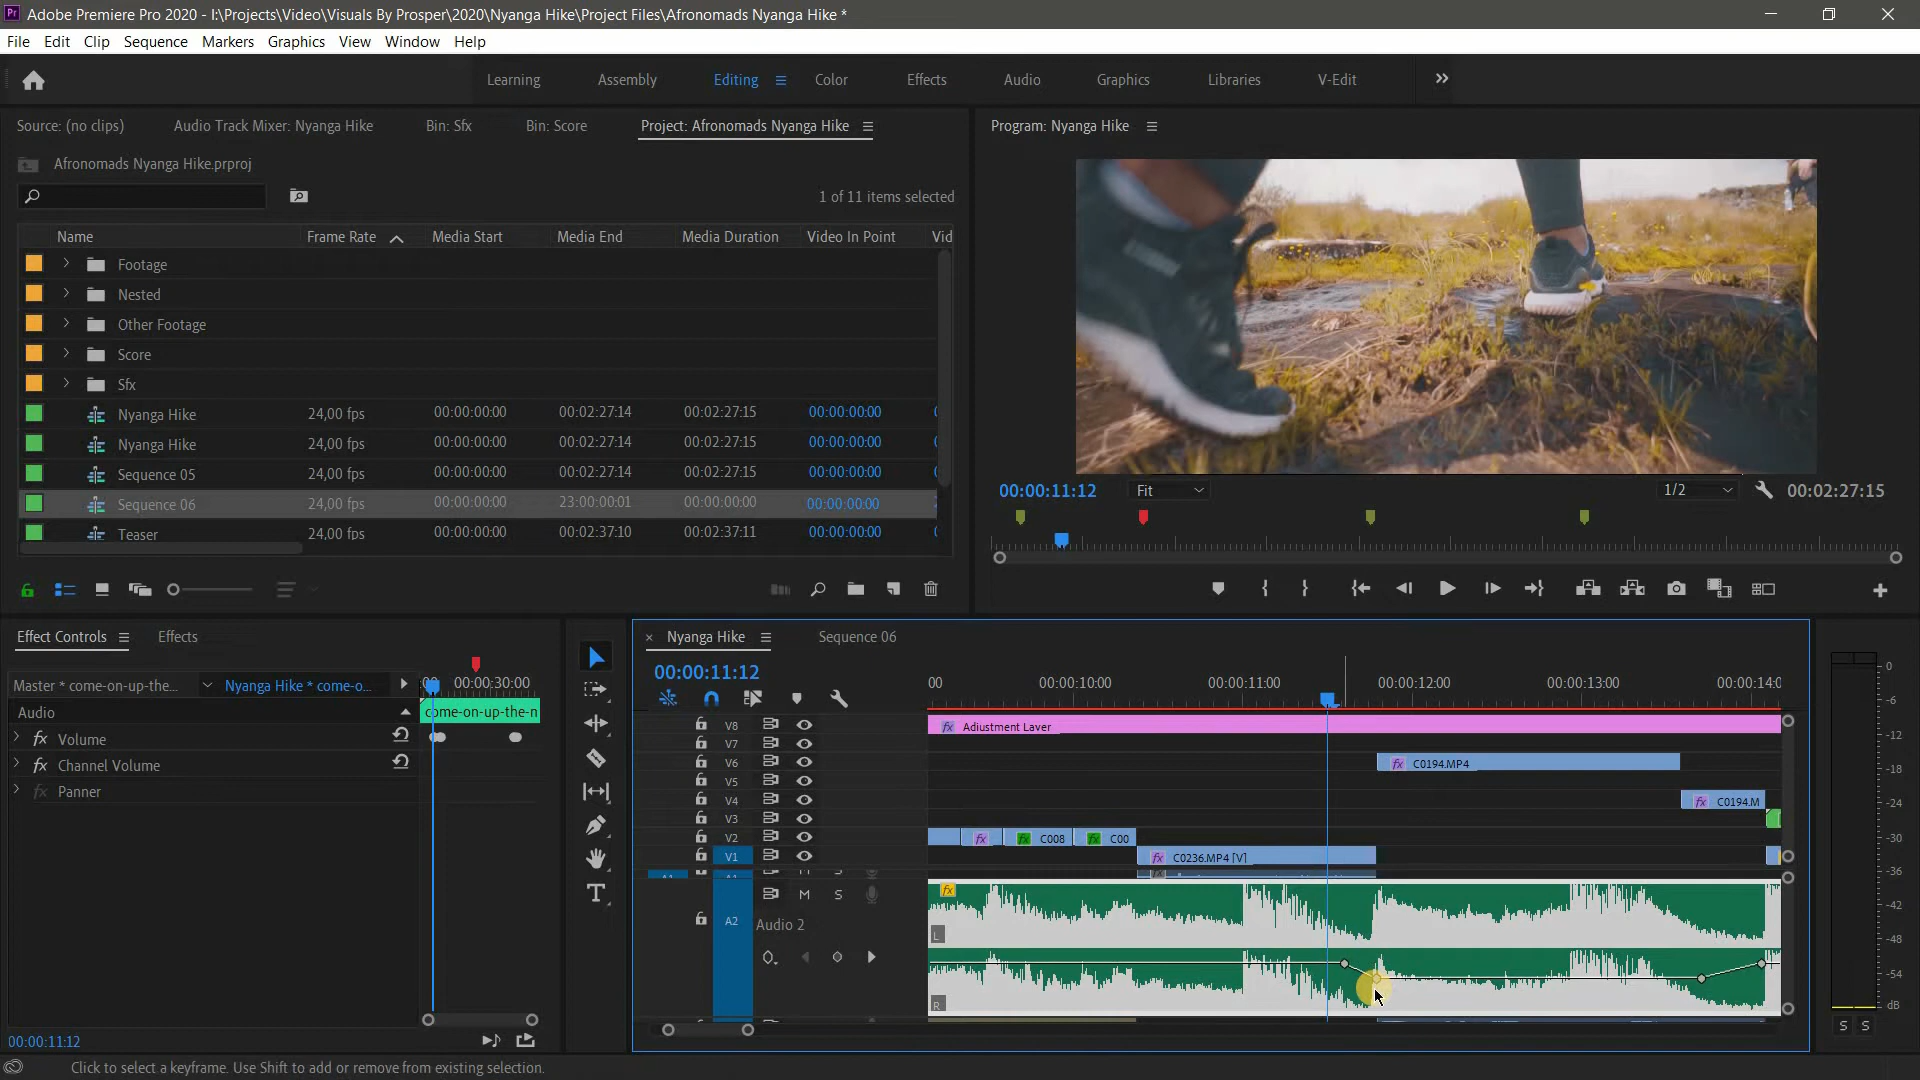 Adobe Premiere Pro 2020 - I:\Projects\Video\Visuals By Prosper\2020\Nyanga Hike\Project Files\Afronomads Nyanga Hike *
File Edit Clip Sequence Markers Graphics View Window Help
Learning Assembly Editing Color Effects Audio Graphics Libraries V-Edit
Source: (no clips) Audio Track Mixer: Nyanga Hike Bin: Sfx Bin: Score Project: Afronomads Nyanga Hike
Program: Nyanga Hike
Afronomads Nyanga Hike.prproj
1 of 11 items selected
Name Frame Rate Media Start Media End Media Duration Video In Point Vid
Footage
Nested
Other Footage
Score
Sfx
Nyanga Hike 24,00 fps 00:00:00:00 00:02:27:14 00:02:27:15 00:00:00:00
Nyanga Hike 24,00 fps 00:00:00:00 00:02:27:14 00:02:27:15 00:00:00:00
Sequence 05 24,00 fps 00:00:00:00 00:02:27:14 00:02:27:15 00:00:00:00
Sequence 06 24,00 fps 00:00:00:00 23:00:00:01 00:00:00:00 00:00:00:00
Teaser 24,00 fps 00:00:00:00 00:02:37:10 00:02:37:11 00:00:00:00
00:00:11:12 Fit 1/2 00:02:27:15
Effect Controls Effects
Master * come-on-up-the... Nyanga Hike * come-o... :00 00:00:30:00
Audio come-on-up-the-n
fx Volume
fx Channel Volume
fx Panner
00:00:11:12
Nyanga Hike Sequence 06
00:00:11:12
00 00:00:10:00 00:00:11:00 00:00:12:00 00:00:13:00 00:00:14:0
V8 fx Adjustment Layer
V7
V6 fx C0194.MP4
V5
V4 fx C0194.M
V3
V2 fx fx C008 fx C00
V1 fx C0236.MP4 [V]
A1 A1 M S
fx
M S
A2 Audio 2
L
R
0
-6
-12
-18
-24
-30
-36
-42
-48
-54
dB
S S
Click to select a keyframe. Use Shift to add or remove from existing selection.